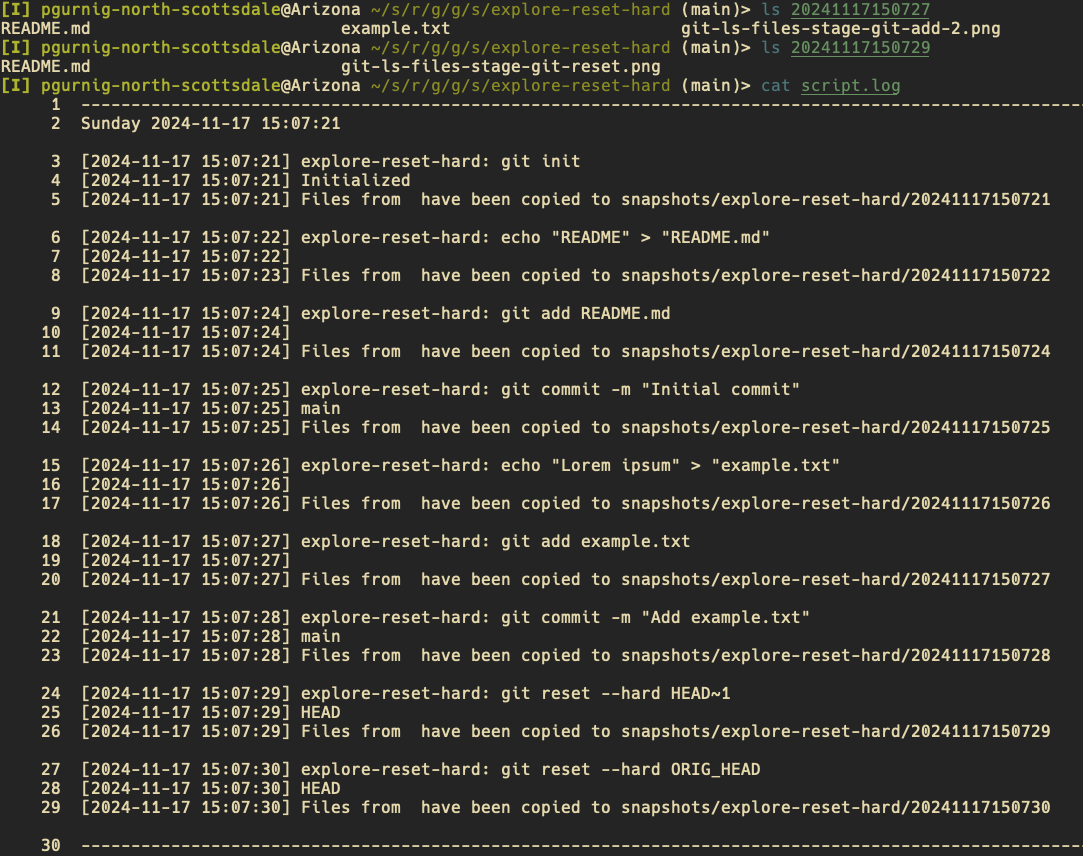 [I] pgurnig-north-scottsdale@Arizona ~/s/r/g/g/s/explore-reset-hard (main)> ls 20241117150727
README.md example.txt git-ls-files-stage-git-add-2.png
[I] pgurnig-north-scottsdale@Arizona ~/s/r/g/g/s/explore-reset-hard (main)> ls 20241117150729
README.md git-ls-files-stage-git-reset.png
[I] pgurnig-north-scottsdale@Arizona ~/s/r/g/g/s/explore-reset-hard (main)> cat script.log
1 ----------------------------------------------------------------------------------------------------
2 Sunday 2024-11-17 15:07:21
3 [2024-11-17 15:07:21] explore-reset-hard: git init
4 [2024-11-17 15:07:21] Initialized
5 [2024-11-17 15:07:21] Files from  have been copied to snapshots/explore-reset-hard/20241117150721
6 [2024-11-17 15:07:22] explore-reset-hard: echo "README" > "README.md"
7 [2024-11-17 15:07:22]
8 [2024-11-17 15:07:23] Files from  have been copied to snapshots/explore-reset-hard/20241117150722
9 [2024-11-17 15:07:24] explore-reset-hard: git add README.md
10 [2024-11-17 15:07:24]
11 [2024-11-17 15:07:24] Files from  have been copied to snapshots/explore-reset-hard/20241117150724
12 [2024-11-17 15:07:25] explore-reset-hard: git commit -m "Initial commit"
13 [2024-11-17 15:07:25] main
14 [2024-11-17 15:07:25] Files from  have been copied to snapshots/explore-reset-hard/20241117150725
15 [2024-11-17 15:07:26] explore-reset-hard: echo "Lorem ipsum" > "example.txt"
16 [2024-11-17 15:07:26]
17 [2024-11-17 15:07:26] Files from  have been copied to snapshots/explore-reset-hard/20241117150726
18 [2024-11-17 15:07:27] explore-reset-hard: git add example.txt
19 [2024-11-17 15:07:27]
20 [2024-11-17 15:07:27] Files from  have been copied to snapshots/explore-reset-hard/20241117150727
21 [2024-11-17 15:07:28] explore-reset-hard: git commit -m "Add example.txt"
22 [2024-11-17 15:07:28] main
23 [2024-11-17 15:07:28] Files from  have been copied to snapshots/explore-reset-hard/20241117150728
24 [2024-11-17 15:07:29] explore-reset-hard: git reset --hard HEAD~1
25 [2024-11-17 15:07:29] HEAD
26 [2024-11-17 15:07:29] Files from  have been copied to snapshots/explore-reset-hard/20241117150729
27 [2024-11-17 15:07:30] explore-reset-hard: git reset --hard ORIG_HEAD
28 [2024-11-17 15:07:30] HEAD
29 [2024-11-17 15:07:30] Files from  have been copied to snapshots/explore-reset-hard/20241117150730
30 ----------------------------------------------------------------------------------------------------